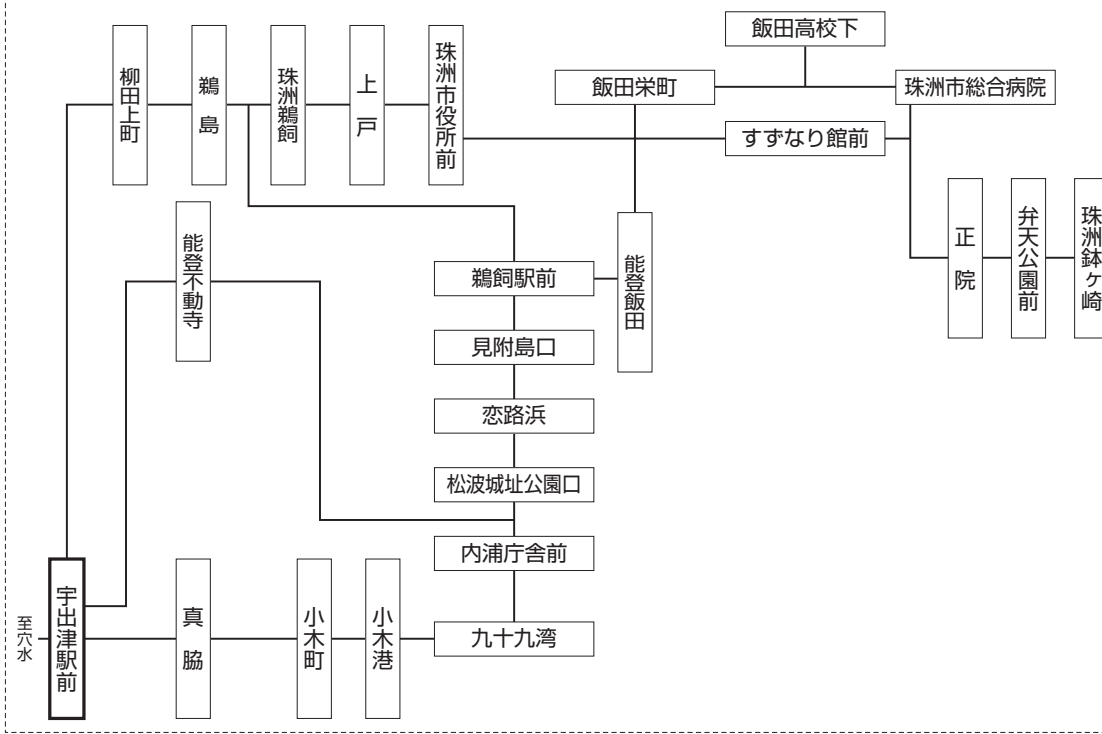 飯田高校下
飯田栄町
珠洲市総合病院
柳田上町
鵜島
珠洲鵜飼
上戸
珠洲市役所前
すずなり館前
正院
弁天公園前
珠洲鉢ヶ崎
能登不動寺
鵜飼駅前
能登飯田
見附島口
恋路浜
松波城址公園口
内浦庁舎前
至穴水
宇出津駅前
真脇
小木町
小木港
九十九湾